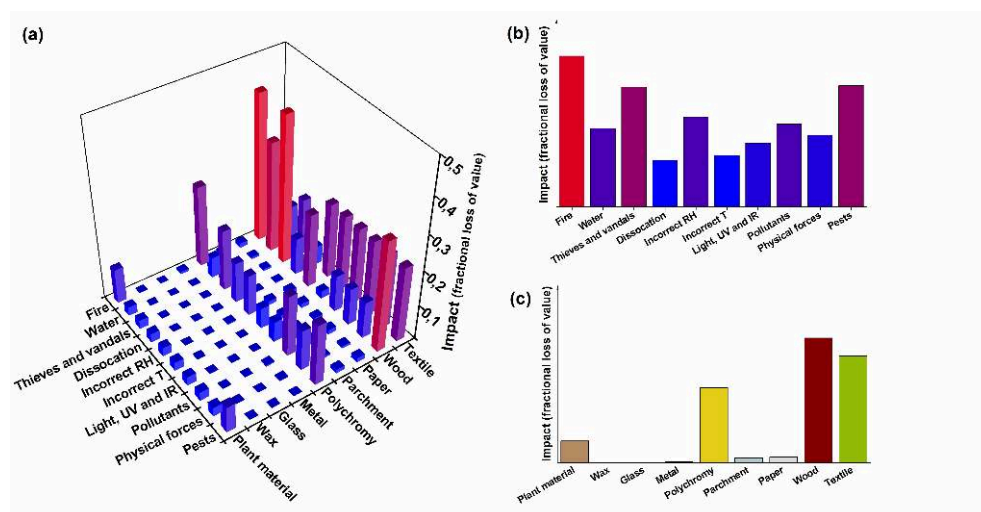 (a)
0,5
0,4
0,3
0,2
0,1
Impact (fractional loss of value)
Fire
Water
Thieves and vandals
Dissocation
Incorrect RH
Incorrect T
Light, UV and IR
Pollutants
Physical forces
Pests
Plant material
Wax
Glass
Metal
Polychromy
Parchment
Paper
Wood
Textile
(b)
Impact (fractional loss of value)
Fire
Water
Thieves and vandals
Dissocation
Incorrect RH
Incorrect T
Light, UV and IR
Pollutants
Physical forces
Pests
(c)
Impact (fractional loss of value)
Plant material
Wax
Glass
Metal
Polychromy
Parchment
Paper
Wood
Textile